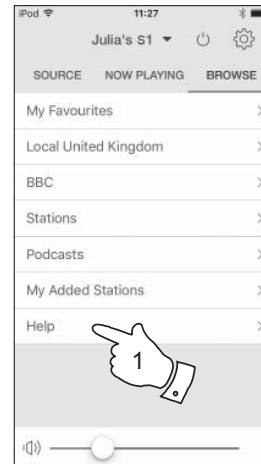 iPod 11:27
Julia's S1
SOURCE NOW PLAYING BROWSE
My Favourites
Local United Kingdom
BBC
Stations
Podcasts
My Added Stations
Help
1